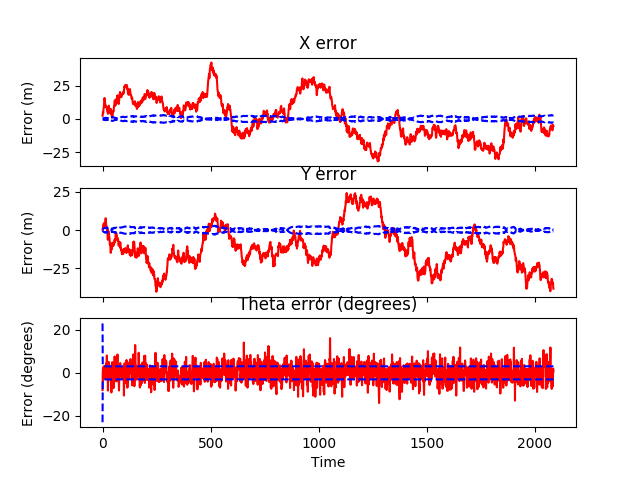 X error
Error (m)
25
0
−25
Y error
Error (m)
25
0
−25
Theta error (degrees)
Error (degrees)
20
0
−20
0 500 1000 1500 2000
Time